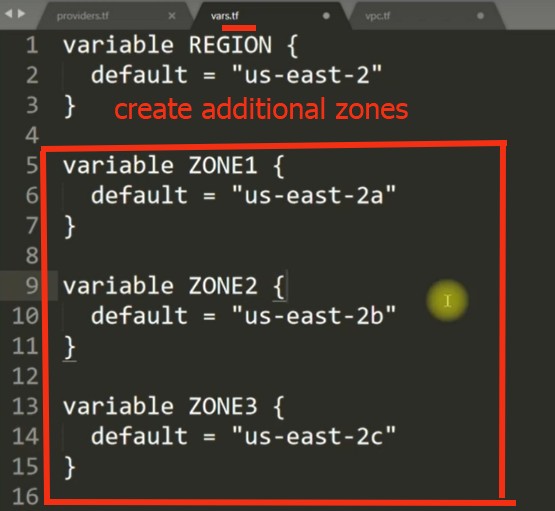 providers.tf × vars.tf vpc.tf
1 variable REGION {
2 default = "us-east-2"
3 }
create additional zones
4
5 variable ZONE1 {
6 default = "us-east-2a"
7 }
8
9 variable ZONE2 {
10 default = "us-east-2b"
11 }
12
13 variable ZONE3 {
14 default = "us-east-2c"
15 }
16